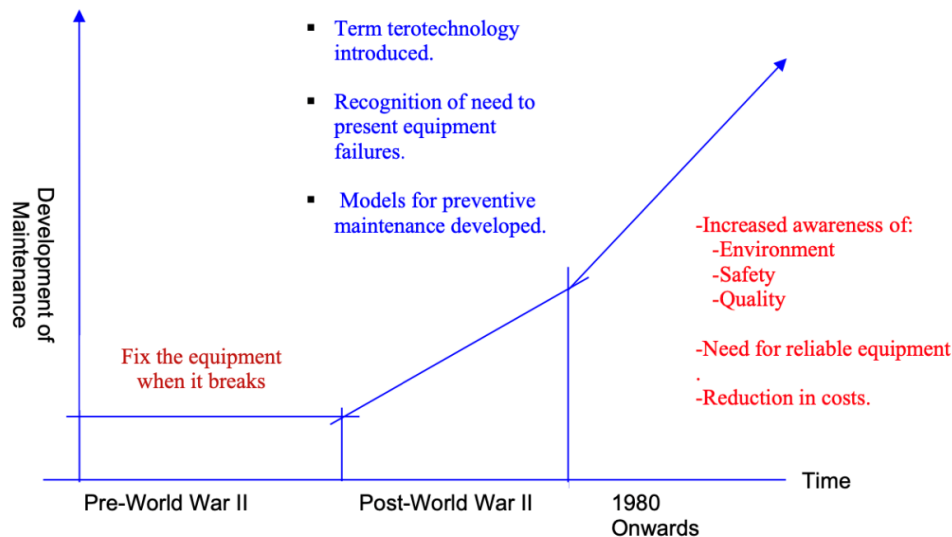 ▪ Term terotechnology
introduced.
▪ Recognition of need to
present equipment
failures.
▪ Models for preventive
maintenance developed.
Development of
Maintenance
Fix the equipment
when it breaks
-Increased awareness of:
-Environment
-Safety
-Quality
-Need for reliable equipment
.
-Reduction in costs.
Time
Pre-World War II
Post-World War II
1980
Onwards